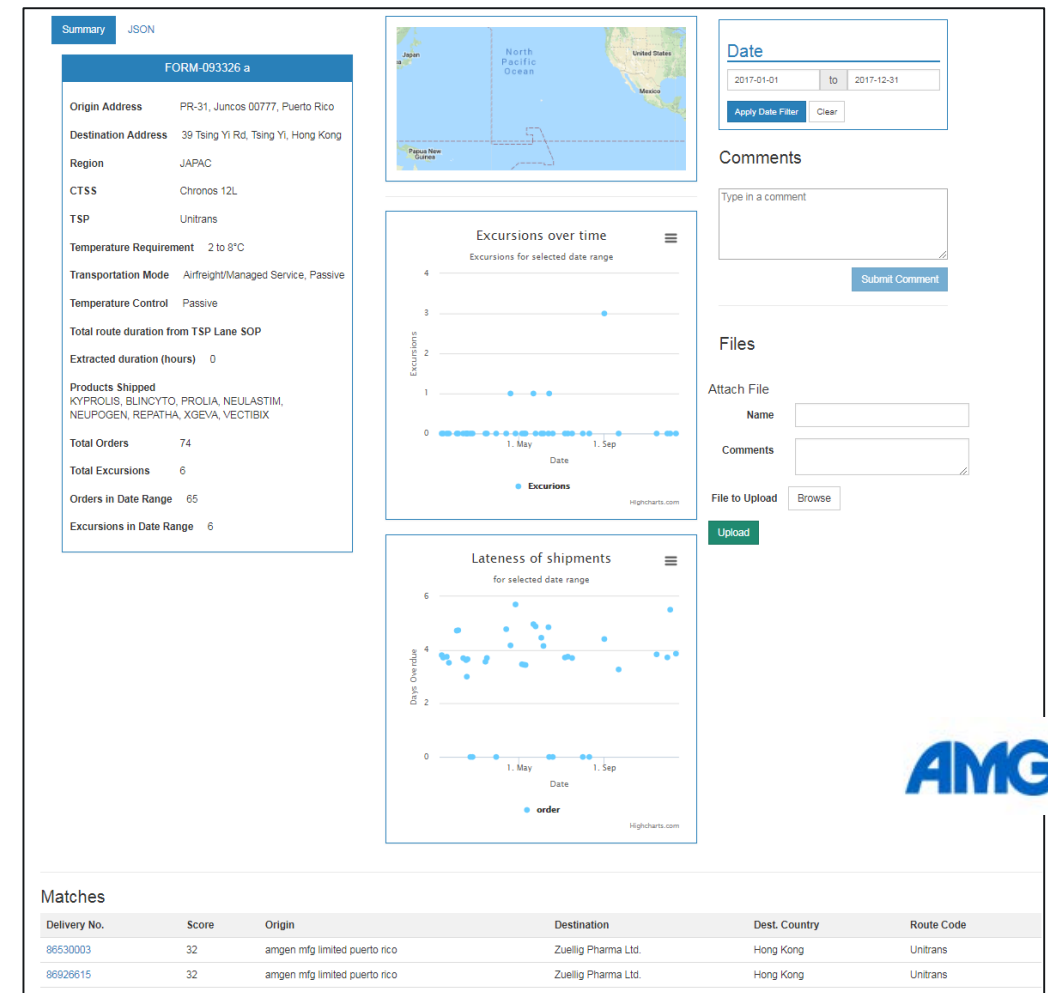 Summary JSON
FORM-093326 a
Origin Address PR-31, Juncos 00777, Puerto Rico
Destination Address 39 Tsing Yi Rd, Tsing Yi, Hong Kong
Region JAPAC
CTSS Chronos 12L
TSP Unitrans
Temperature Requirement 2 to 8°C
Transportation Mode Airfreight/Managed Service, Passive
Temperature Control Passive
Total route duration from TSP Lane SOP
Extracted duration (hours) 0
Products Shipped
KYPROLIS, BLINCYTO, PROLIA, NEULASTIM,
NEUPOGEN, REPATHA, XGEVA, VECTIBIX
Total Orders 74
Total Excursions 6
Orders in Date Range 65
Excursions in Date Range 6
Japan
North
Pacific
Ocean
United States
Mexico
Papua New
Guinea
Excursions over time
Excursions for selected date range
4
3
2
1
0
Excursions
1. May 1. Sep
Date
Excurions
Highcharts.com
Lateness of shipments
for selected date range
6
4
2
0
Days Overdue
1. May 1. Sep
Date
order
Highcharts.com
Date
2017-01-01 to 2017-12-31
Apply Date Filter Clear
Comments
Type in a comment
Submit Comment
Files
Attach File
Name
Comments
File to Upload Browse
Upload
AMG
Matches
Delivery No. Score Origin Destination Dest. Country Route Code
86530003 32 amgen mfg limited puerto rico Zuellig Pharma Ltd. Hong Kong Unitrans
86926615 32 amgen mfg limited puerto rico Zuellig Pharma Ltd. Hong Kong Unitrans